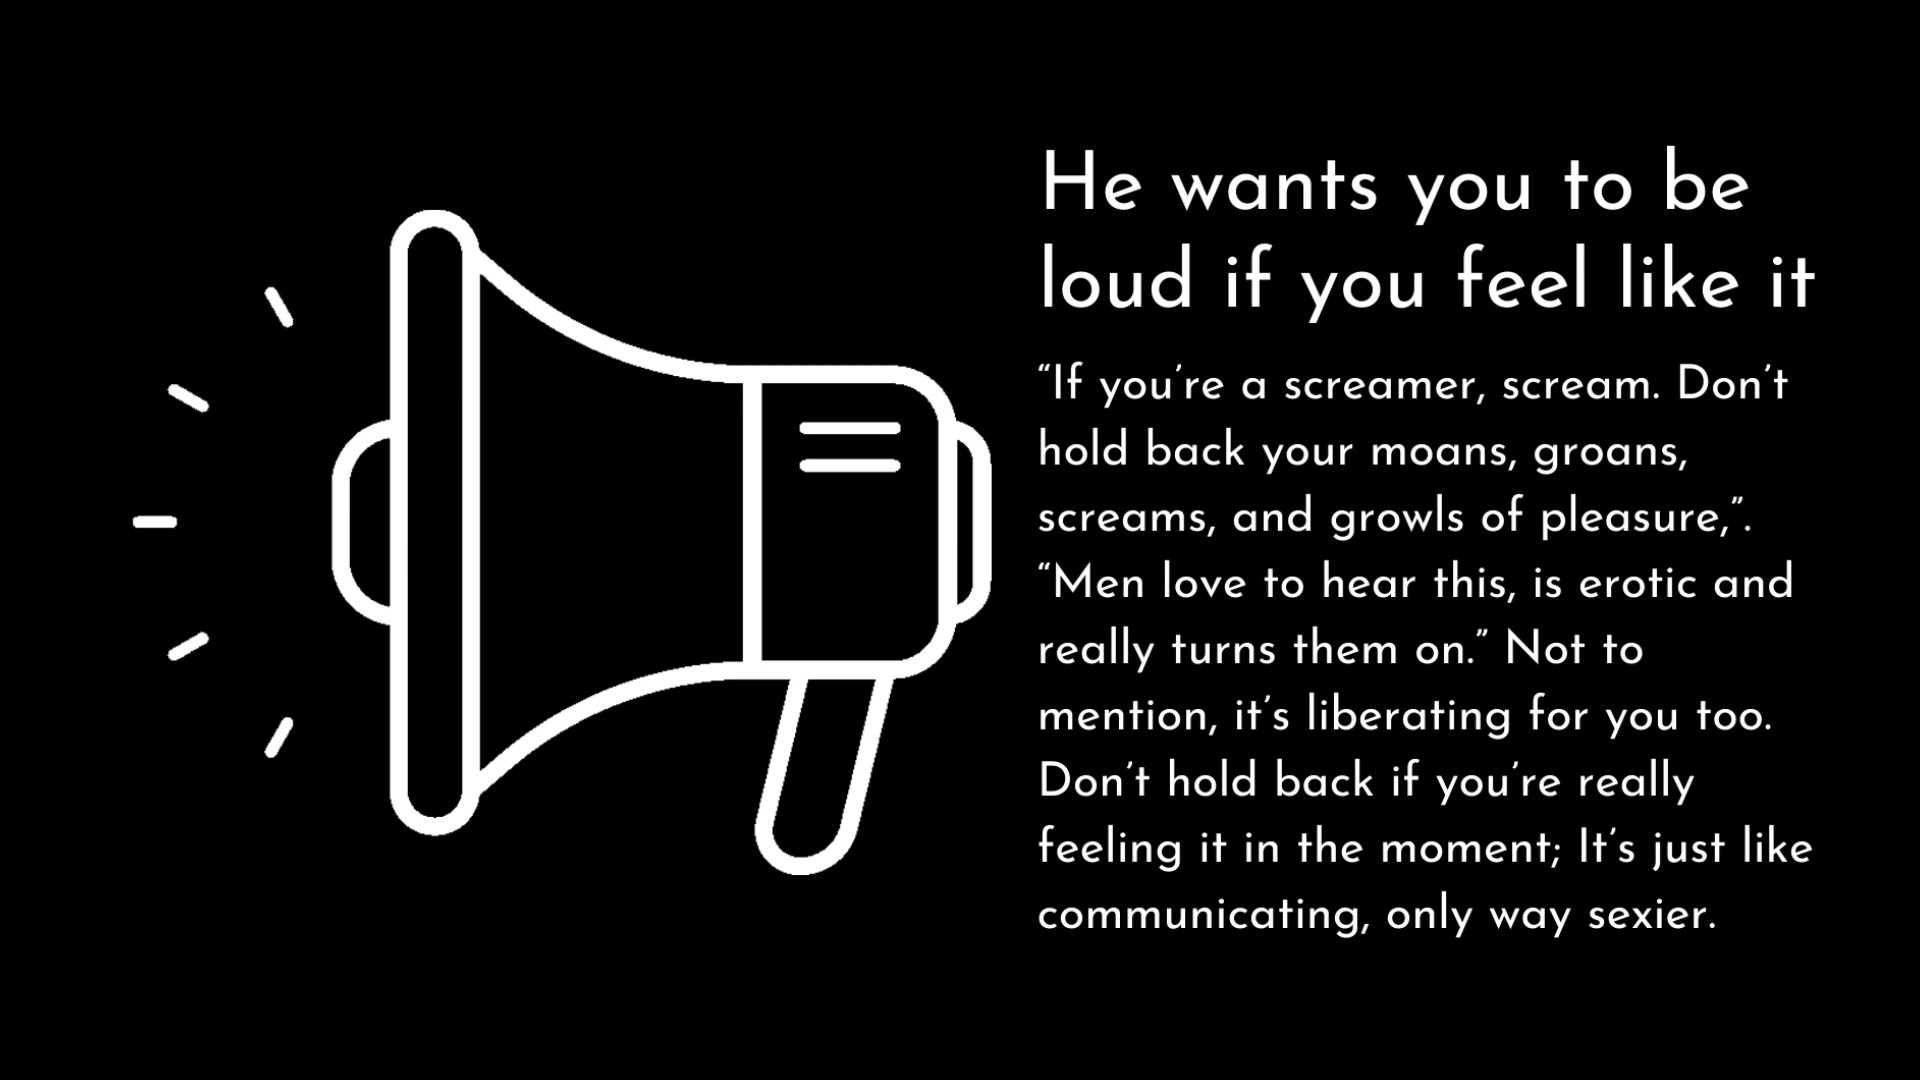 He wants you to be
loud if you feel like it
“If you’re a screamer, scream. Don’t
hold back your moans, groans,
screams, and growls of pleasure,”.
“Men love to hear this, is erotic and
really turns them on.” Not to
mention, it’s liberating for you too.
Don’t hold back if you’re really
feeling it in the moment; It’s just like
communicating, only way sexier.